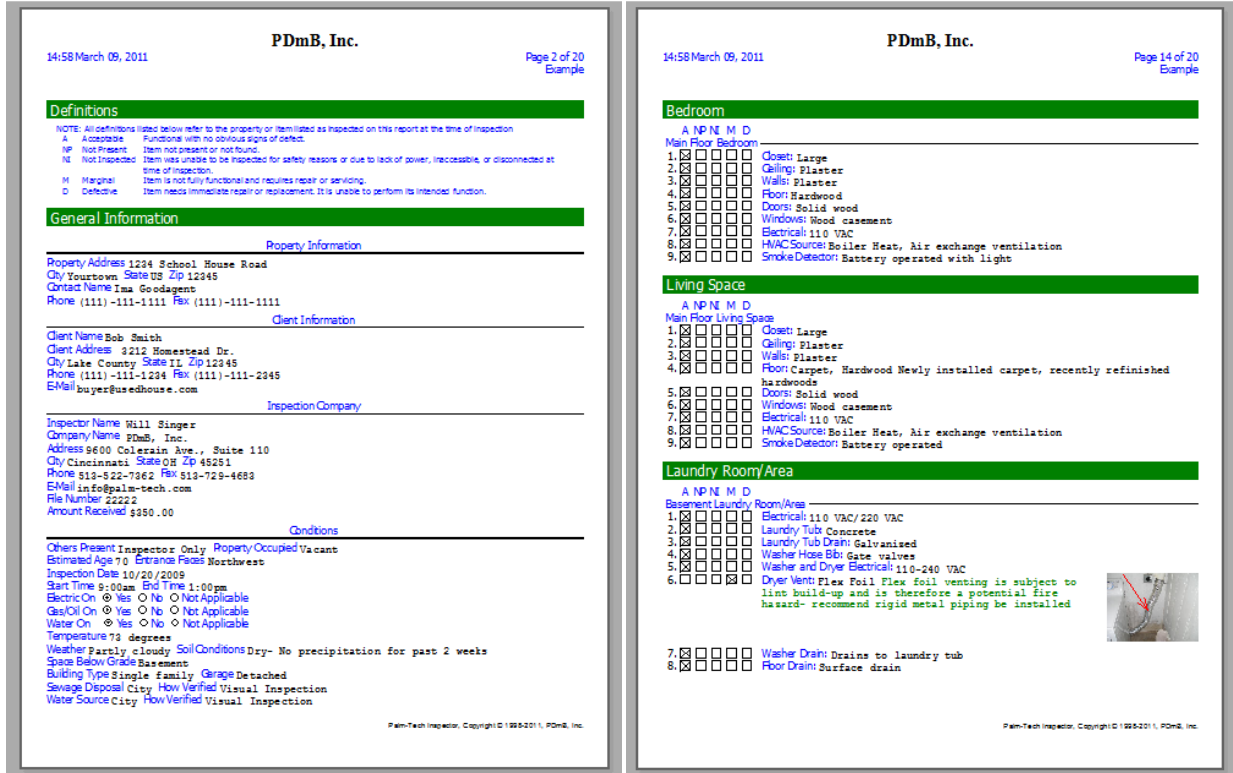 PDmB, Inc.
14:58 March 09, 2011 Page 2 of 20
Example
Definitions
NOTE: All definitions listed below refer to the property or item listed as inspected on this report at the time of inspection
A Acceptable Functional with no obvious signs of defect.
NP Not Present Item not present or not found.
NI Not Inspected Item was unable to be inspected for safety reasons or due to lack of power, inaccessible, or disconnected at
time of inspection.
M Marginal Item is not fully functional and requires repair or servicing.
D Defective Item needs immediate repair or replacement. It is unable to perform its intended function.
General Information
Property Information
Property Address 1234 School House Road
City Yourtown State US Zip 12345
Contact Name Ima Goodagent
Phone (111)-111-1111 Fax (111)-111-1111
Client Information
Client Name Bob Smith
Client Address 3212 Homestead Dr.
City Lake County State IL Zip 12345
Phone (111)-111-1234 Fax (111)-111-2345
E-Mail buyer@usedhouse.com
Inspection Company
Inspector Name Will Singer
Company Name PDmB, Inc.
Address 9600 Colerain Ave., Suite 110
City Cincinnati State OH Zip 45251
Phone 513-522-7362 Fax 513-729-4683
E-Mail info@palm-tech.com
File Number 22222
Amount Received $350.00
Conditions
Others Present Inspector Only Property Occupied Vacant
Estimated Age 70 Entrance Faces Northwest
Inspection Date 10/20/2009
Start Time 9:00am End Time 1:00pm
Electric On Yes No Not Applicable
Gas/Oil On Yes No Not Applicable
Water On Yes No Not Applicable
Temperature 73 degrees
Weather Partly cloudy Soil Conditions Dry- No precipitation for past 2 weeks
Space Below Grade Basement
Building Type Single family Garage Detached
Sewage Disposal City How Verified Visual Inspection
Water Source City How Verified Visual Inspection
Palm-Tech Inspector, Copyright © 1998-2011, PDmB, Inc.
PDmB, Inc.
14:58 March 09, 2011 Page 14 of 20
Example
Bedroom
A NP NI M D
Main Floor Bedroom
1. Closet: Large
2. Ceiling: Plaster
3. Walls: Plaster
4. Floor: Hardwood
5. Doors: Solid wood
6. Windows: Wood casement
7. Electrical: 110 VAC
8. HVAC Source: Boiler Heat, Air exchange ventilation
9. Smoke Detector: Battery operated with light
Living Space
A NP NI M D
Main Floor Living Space
1. Closet: Large
2. Ceiling: Plaster
3. Walls: Plaster
4. Floor: Carpet, Hardwood Newly installed carpet, recently refinished
hardwoods
5. Doors: Solid wood
6. Windows: Wood casement
7. Electrical: 110 VAC
8. HVAC Source: Boiler Heat, Air exchange ventilation
9. Smoke Detector: Battery operated
Laundry Room/Area
A NP NI M D
Basement Laundry Room/Area
1. Electrical: 110 VAC/220 VAC
2. Laundry Tub: Concrete
3. Laundry Tub Drain: Galvanized
4. Washer Hose Bib: Gate valves
5. Washer and Dryer Electrical: 110-240 VAC
6. Dryer Vent: Flex Foil Flex foil venting is subject to
lint build-up and is therefore a potential fire
hazard- recommend rigid metal piping be installed
7. Washer Drain: Drains to laundry tub
8. Floor Drain: Surface drain
Palm-Tech Inspector, Copyright © 1998-2011, PDmB, Inc.